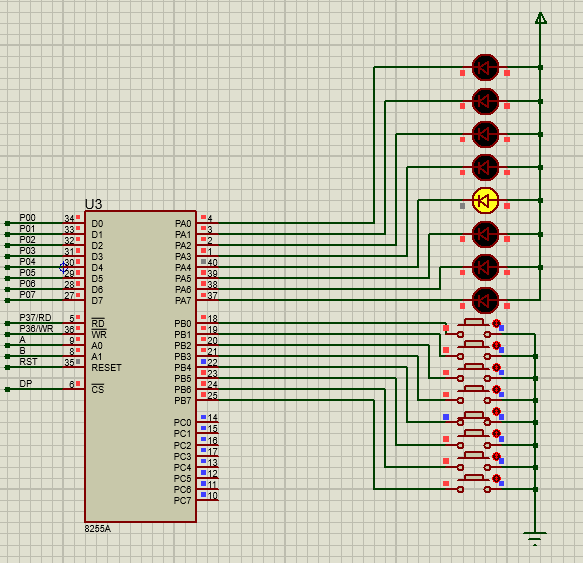 U3
P00 34 D0 PA0 4
P01 33 D1 PA1 3
P02 32 D2 PA2 2
P03 31 D3 PA3 1
P04 30 D4 PA4 40
P05 29 D5 PA5 39
P06 28 D6 PA6 38
P07 27 D7 PA7 37
P37/RD 5 RD PB0 18
P36/WR 36 WR PB1 19
A 9 A0 PB2 20
B 8 A1 PB3 21
RST 35 RESET PB4 22
PB5 23
DP 6 CS PB6 24
PB7 25
PC0 14
PC1 15
PC2 16
PC3 17
PC4 13
PC5 12
PC6 11
PC7 10
8255A